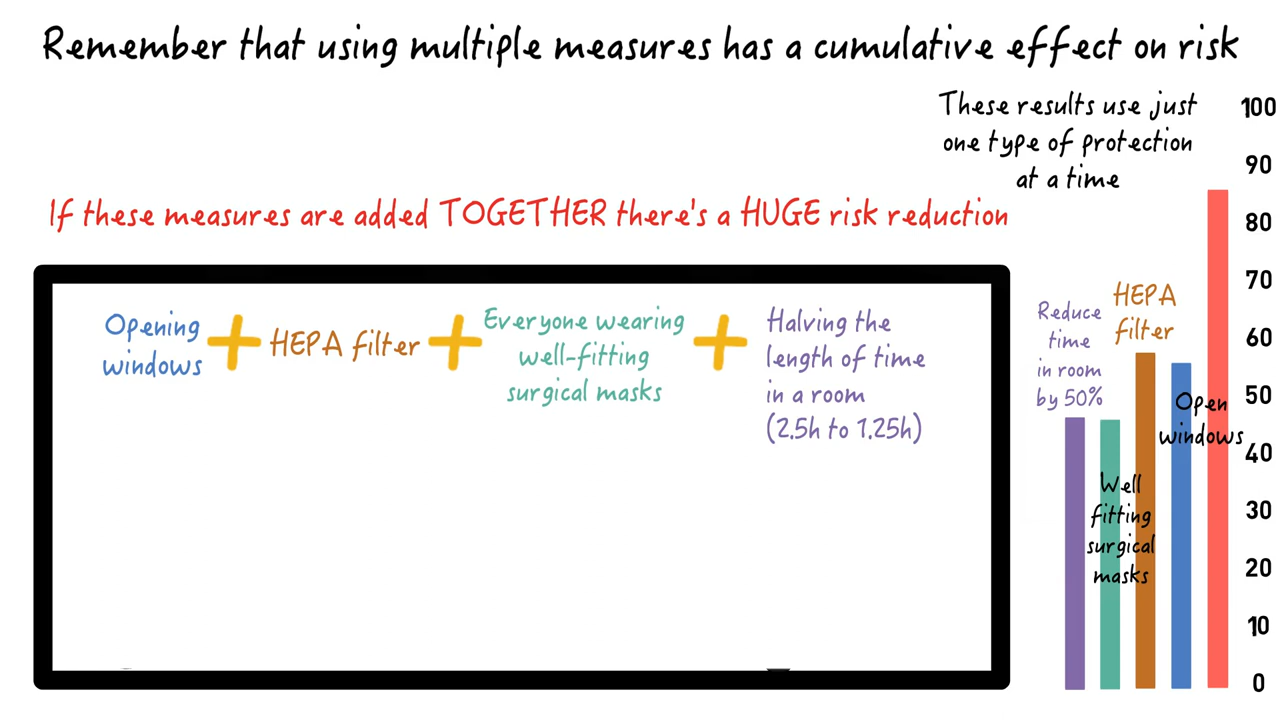 Remember that using multiple measures has a cumulative effect on risk
These results use just
one type of protection
at a time
If these measures are added TOGETHER there's a HUGE risk reduction
Opening
windows
+
HEPA filter
+
Everyone wearing
well-fitting
surgical masks
+
Halving the
length of time
in a room
(2.5h to 1.25h)
Reduce
time
in room
by 50%
HEPA
filter
Open
windows
Well
fitting
surgical
masks
100
90
80
70
60
50
40
30
20
10
0